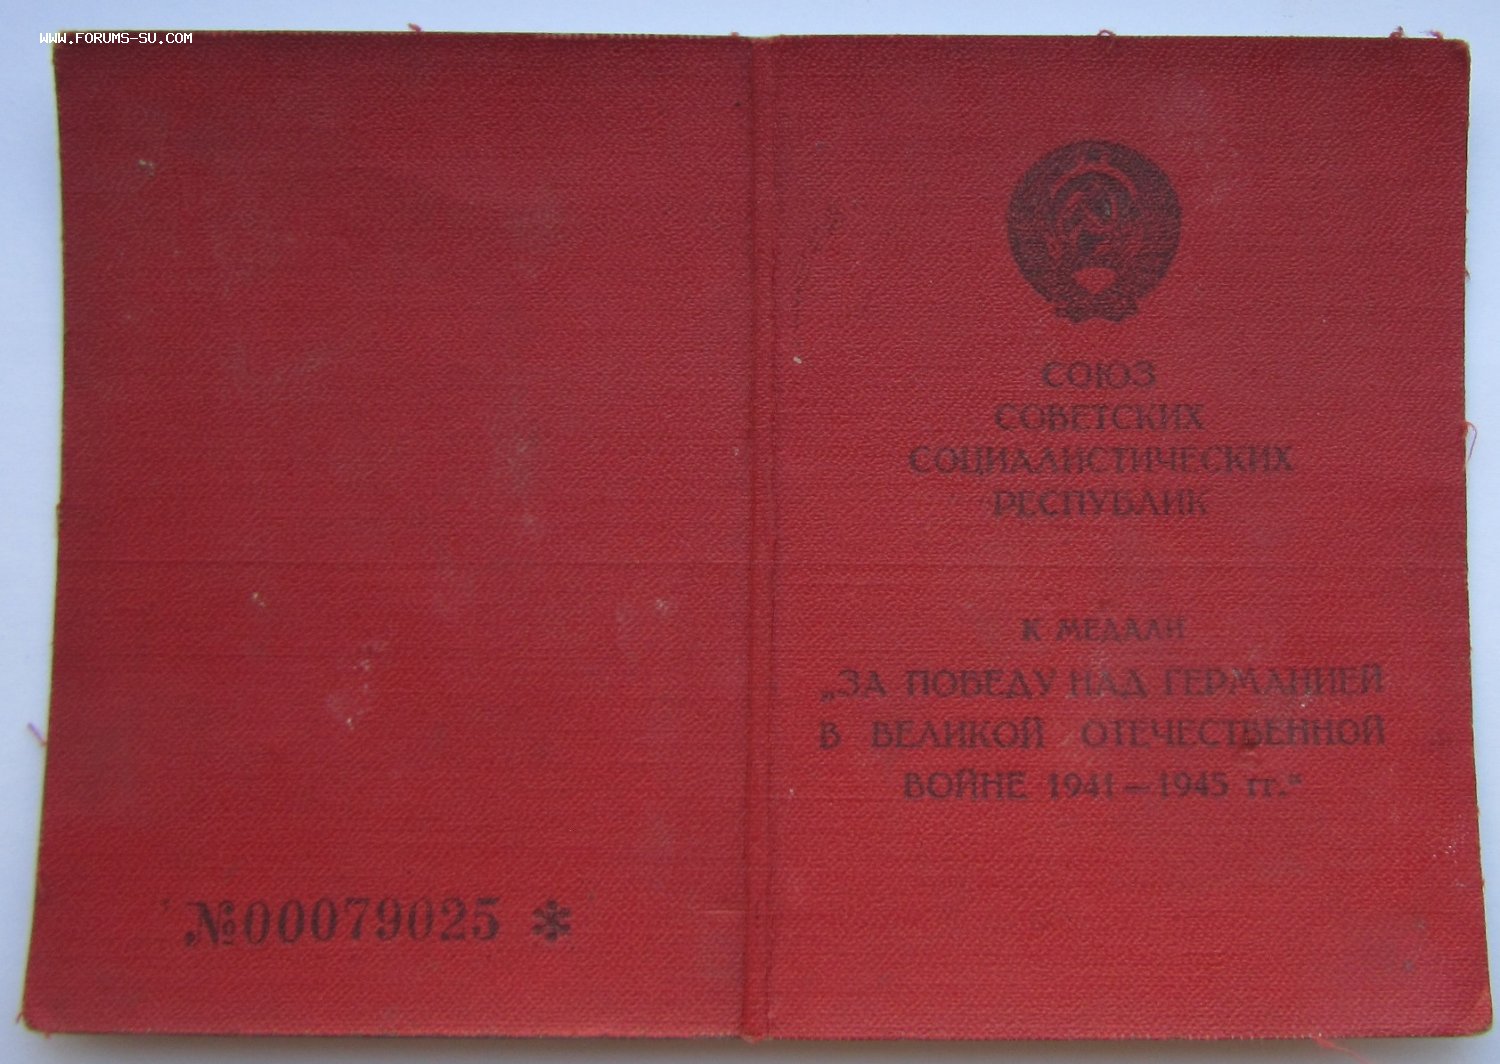 www.FORUMS-SU.COM
СОЮЗ
СОВЕТСКИХ
СОЦИАЛИСТИЧЕСКИХ
РЕСПУБЛИК
К МЕДАЛИ
„ЗА ПОБЕДУ НАД ГЕРМАНИЕЙ
В ВЕЛИКОЙ ОТЕЧЕСТВЕННОЙ
ВОЙНЕ 1941—1945 гг.“
№00079025 *